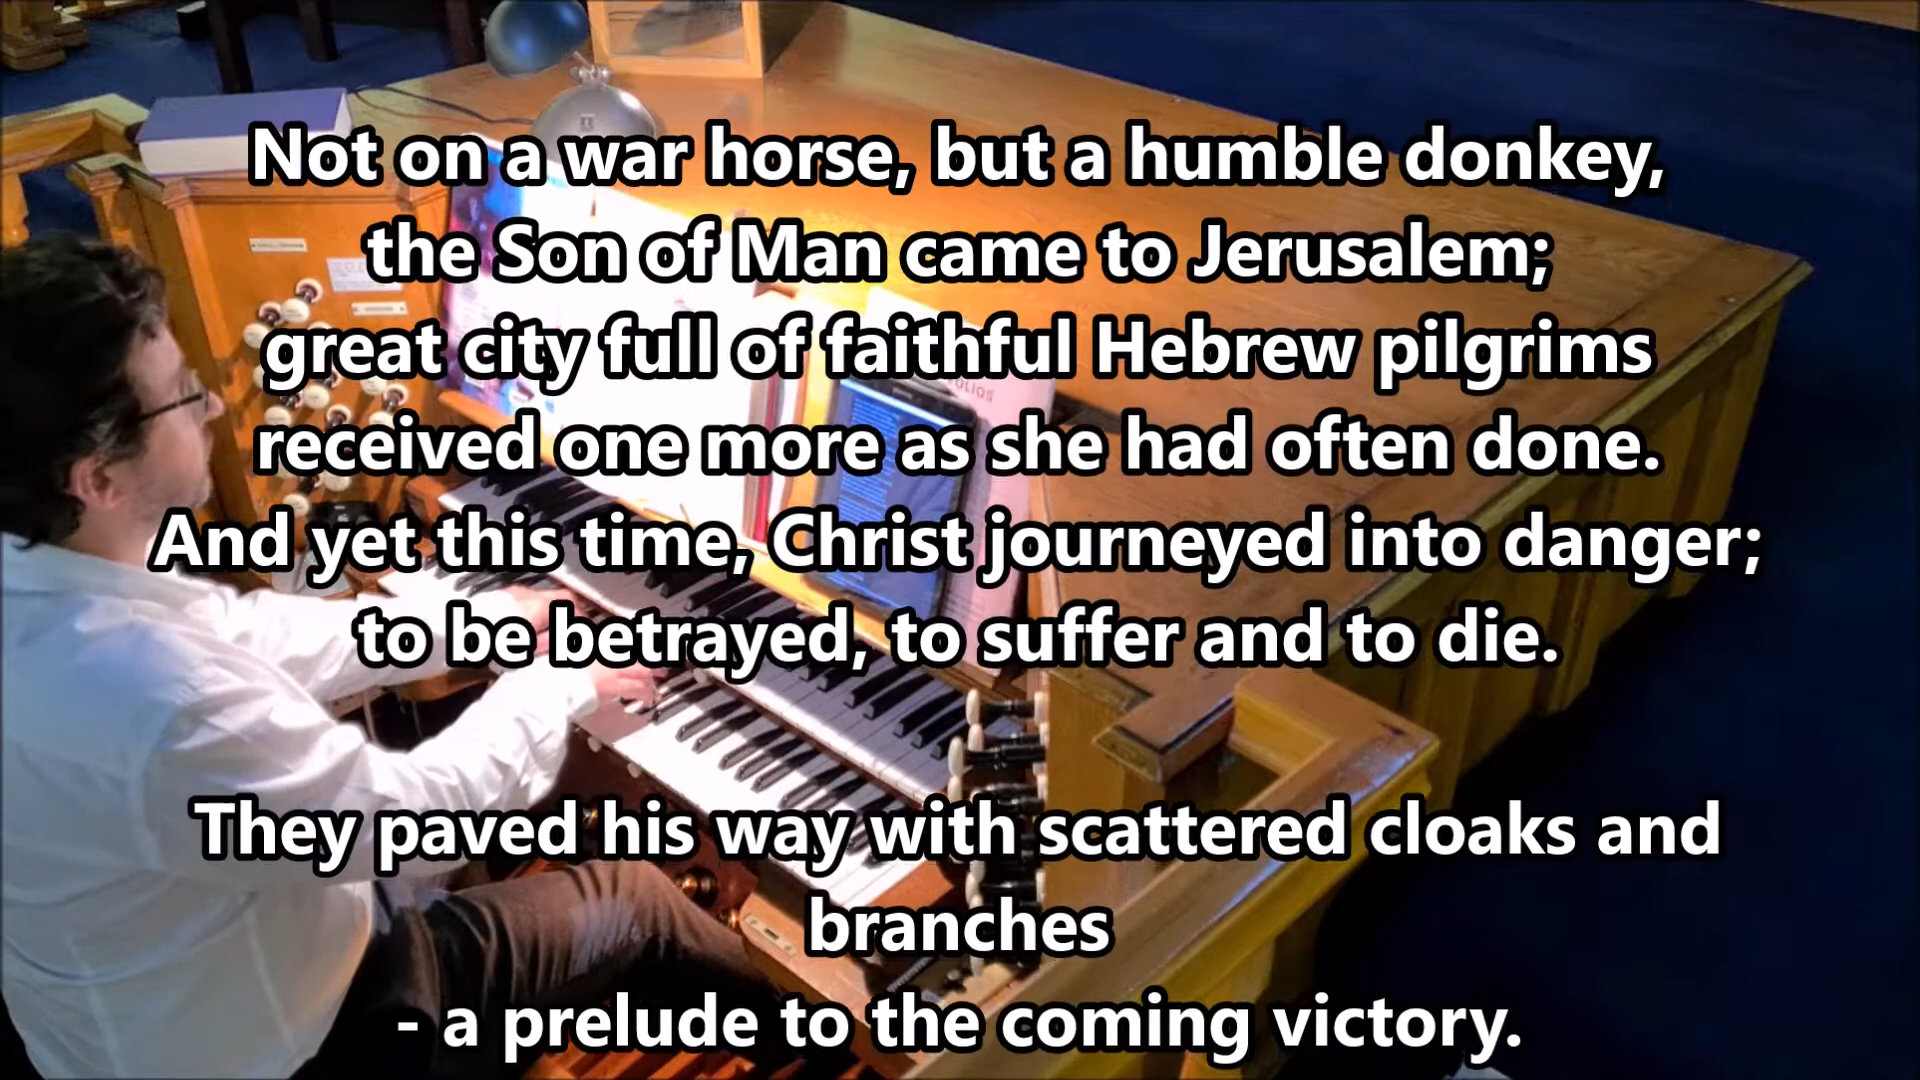 Not on a war horse, but a humble donkey,
the Son of Man came to Jerusalem;
great city full of faithful Hebrew pilgrims
received one more as she had often done.
And yet this time, Christ journeyed into danger;
to be betrayed, to suffer and to die.
They paved his way with scattered cloaks and
branches
- a prelude to the coming victory.